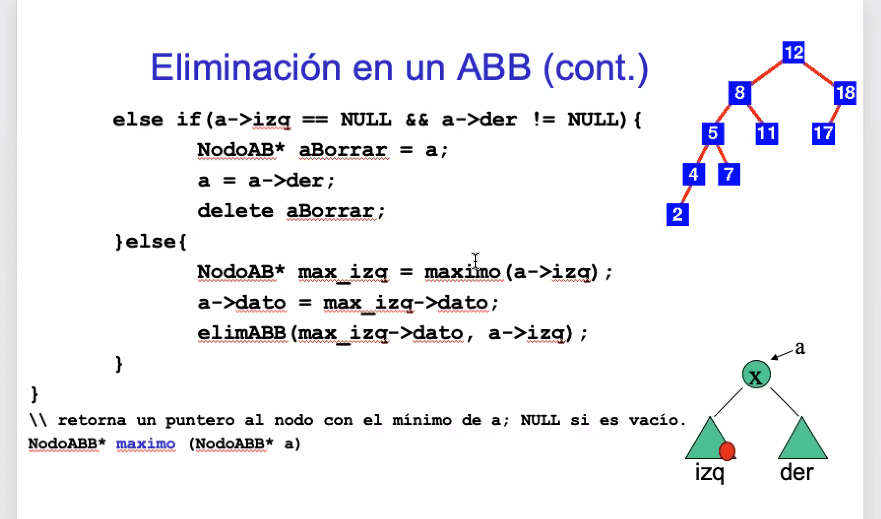 Eliminación en un ABB (cont.)
else if(a->izq == NULL && a->der != NULL){
NodoAB* aBorrar = a;
a = a->der;
delete aBorrar;
}else{
NodoAB* max_izq = maximo(a->izq);
a->dato = max_izq->dato;
elimABB(max_izq->dato, a->izq);
}
}
\\ retorna un puntero al nodo con el mínimo de a; NULL si es vacío.
NodoABB* maximo (NodoABB* a)
12
8 18
5 11 17
4 7
2
a
x
izq der